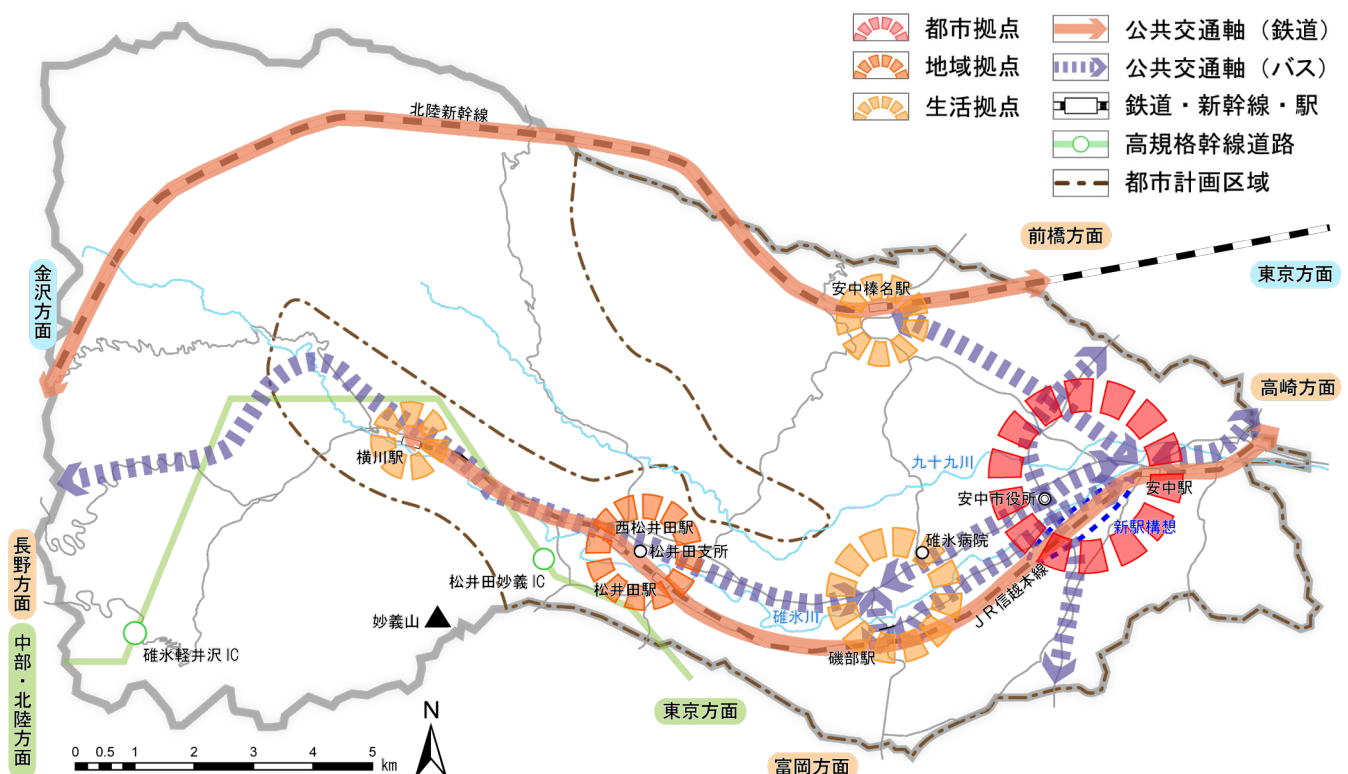 都市拠点
地域拠点
生活拠点
公共交通軸（鉄道）
公共交通軸（バス）
鉄道・新幹線・駅
高規格幹線道路
都市計画区域
北陸新幹線
前橋方面
東京方面
金沢方面
安中榛名駅
高崎方面
横川駅
九十九川
安中市役所
安中駅
新駅構想
西松井田駅
松井田支所
碓氷病院
長野方面
松井田妙義IC
松井田駅
碓氷川
JR信越本線
妙義山
碓氷軽井沢IC
磯部駅
中部・北陸方面
東京方面
N
0 0.5 1 2 3 4 5
km
富岡方面